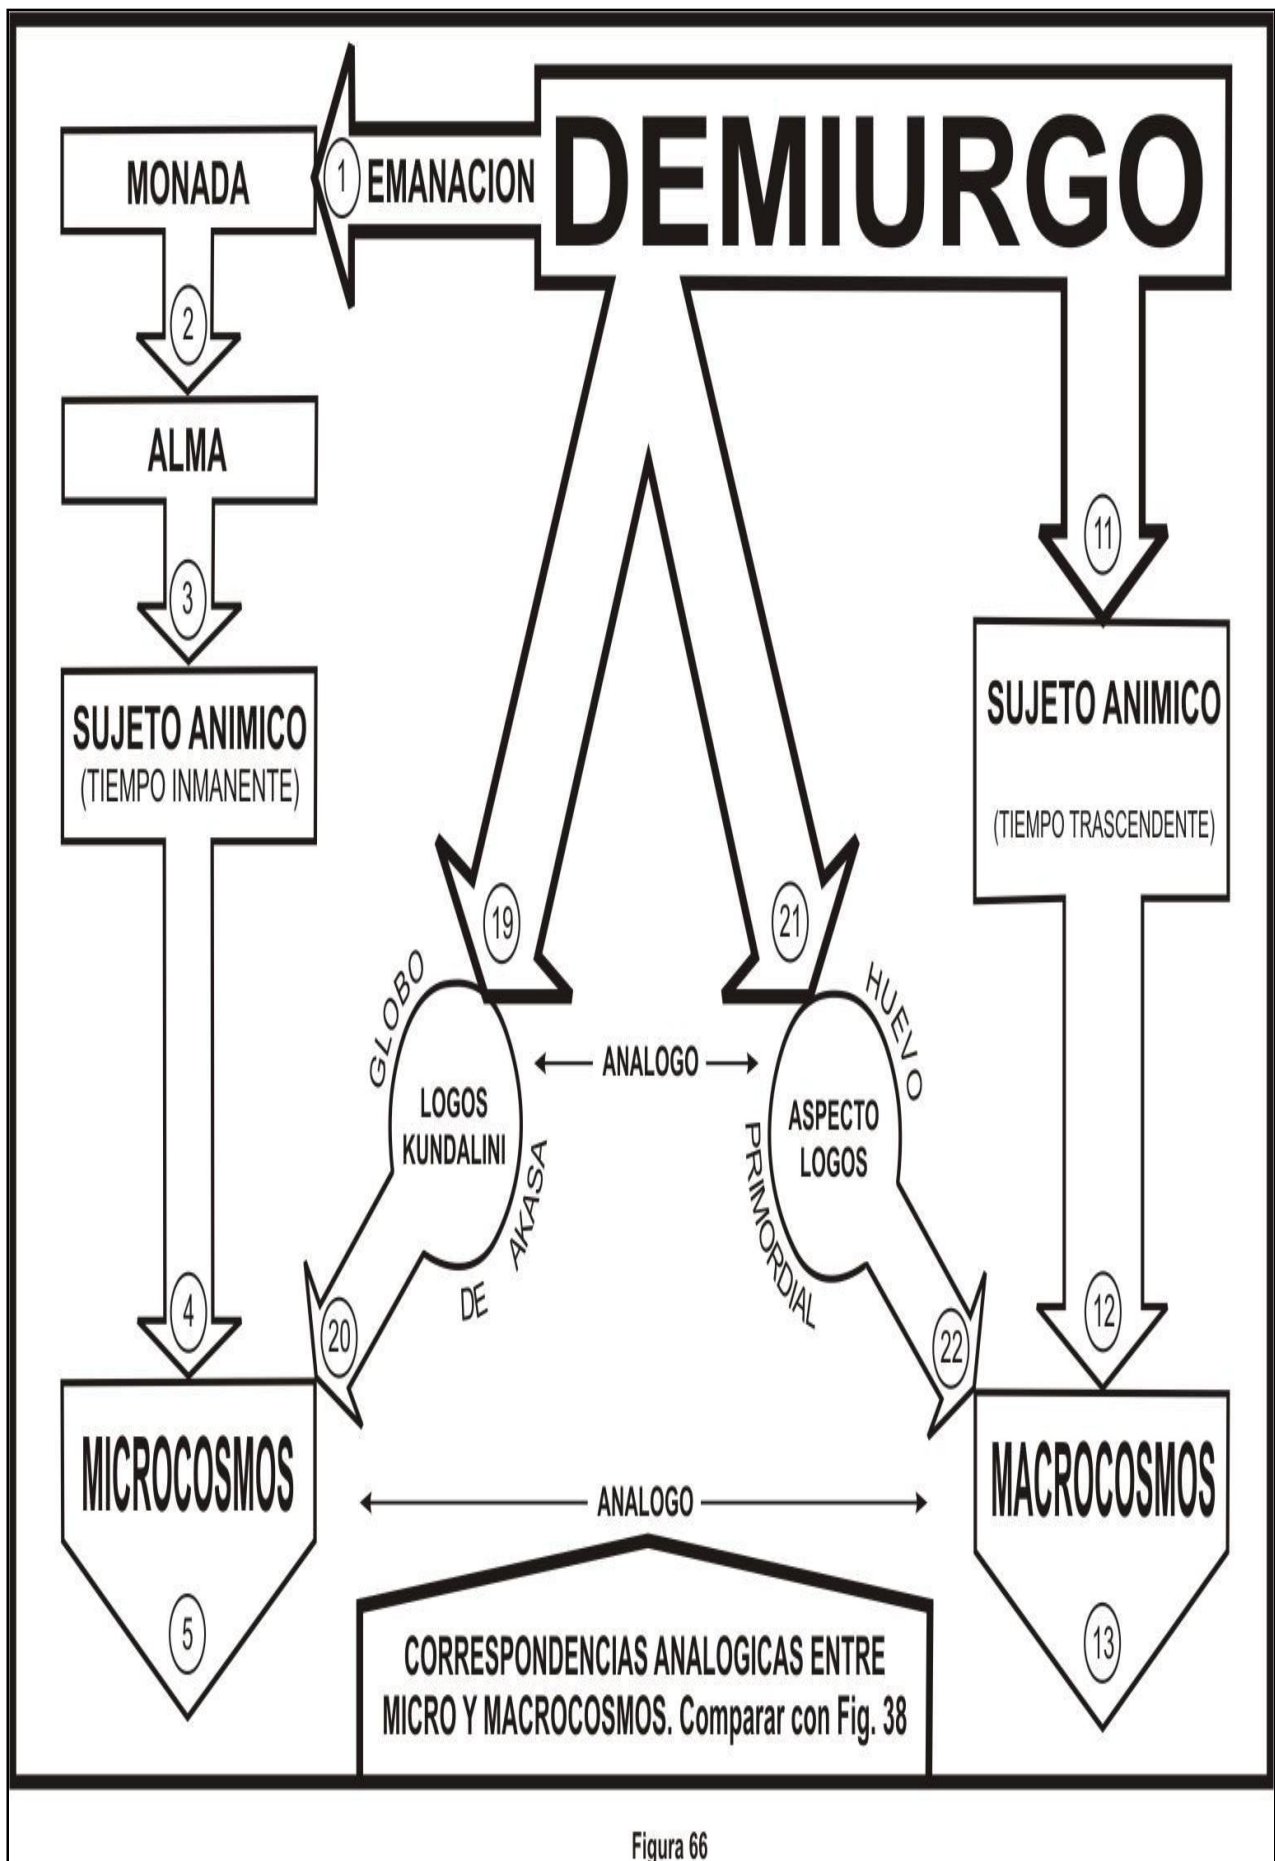 DEMIURGO
1 EMANACION
MONADA
2
ALMA
3
SUJETO ANIMICO
(TIEMPO INMANENTE)
4
MICROCOSMOS
5
11
SUJETO ANIMICO
(TIEMPO TRASCENDENTE)
12
MACROCOSMOS
13
19
21
GLOBO DE AKASA
LOGOS
KUNDALINI
ANALOGO
HUEVO PRIMORDIAL
ASPECTO
LOGOS
20
22
ANALOGO
CORRESPONDENCIAS ANALOGICAS ENTRE
MICRO Y MACROCOSMOS. Comparar con Fig. 38
Figura 66